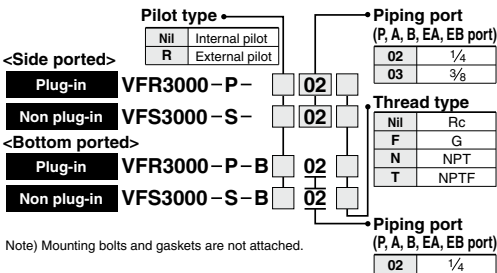 Pilot type
Nil Internal pilot
R External pilot
Piping port
(P, A, B, EA, EB port)
02 1⁄4
03 3⁄8
<Side ported>
Plug-in VFR3000－P－ 02
Non plug-in VFS3000－S－ 02
Thread type
Nil Rc
F G
N NPT
T NPTF
<Bottom ported>
Plug-in VFR3000－P－B 02
Non plug-in VFS3000－S－B 02
Note) Mounting bolts and gaskets are not attached.
Piping port
(P, A, B, EA, EB port)
02 1⁄4